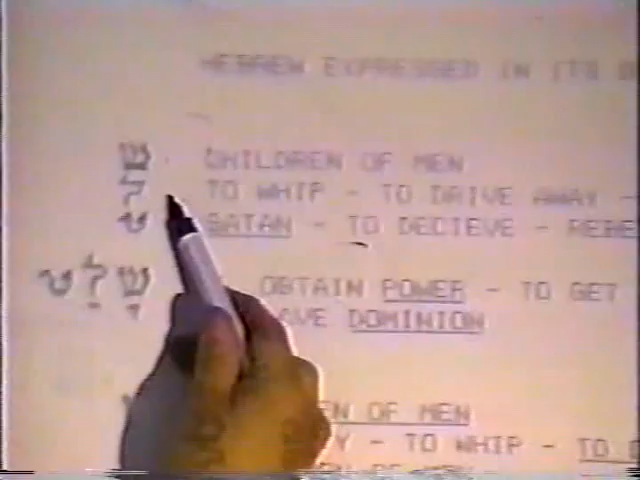 HEBREW EXPRESSED IN ITS
ש CHILDREN OF MEN
ל TO WHIP - TO DRIVE AWAY -
ט SATAN - TO DECIEVE - REBE
שָלַט OBTAIN POWER - TO GET
AVE DOMINION
EN OF MEN
Y - TO WHIP - TO D